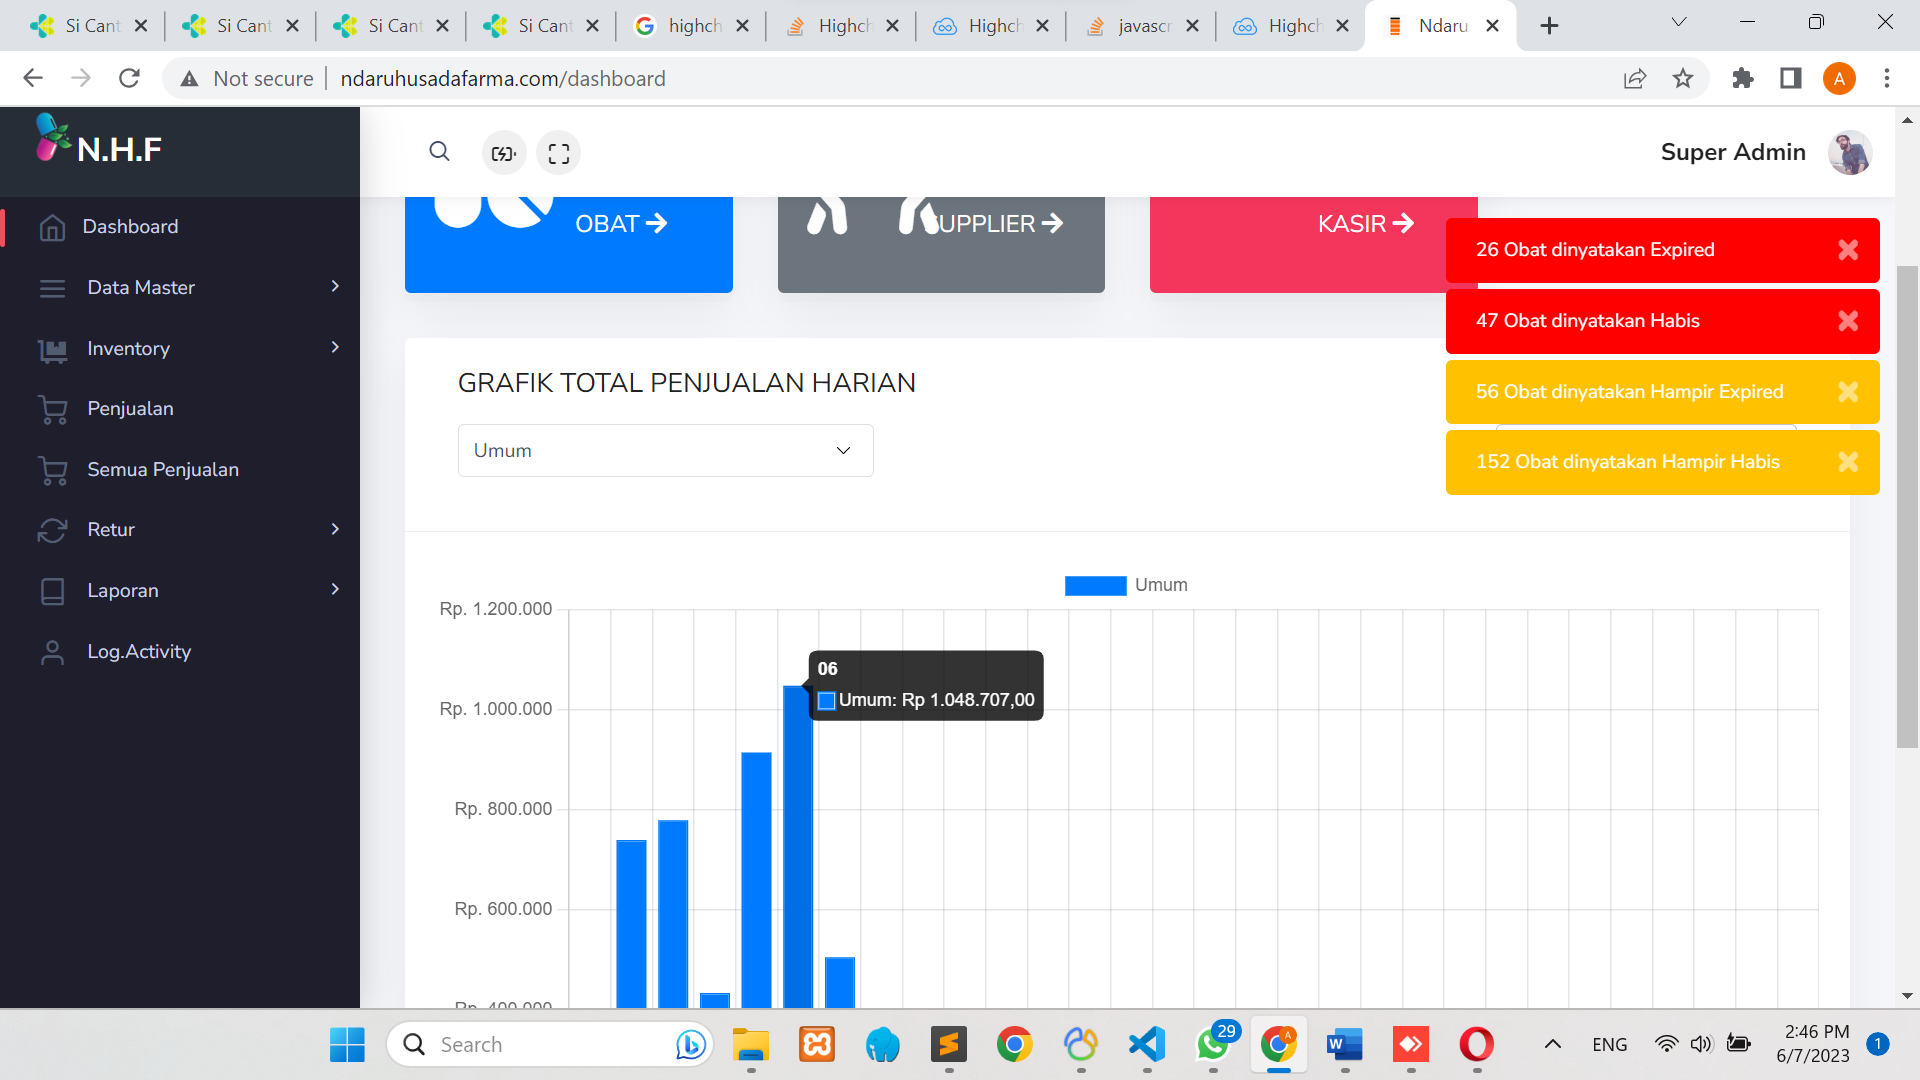 Si Cant
Si Cant
Si Cant
Si Cant
highch
Highch
Highch
javascr
Highch
Ndaru
Not secure
ndaruhusadafarma.com/dashboard
A
N.H.F
Super Admin
Dashboard
Data Master
Inventory
Penjualan
Semua Penjualan
Retur
Laporan
Log.Activity
OBAT
UPPLIER
KASIR
26 Obat dinyatakan Expired
47 Obat dinyatakan Habis
56 Obat dinyatakan Hampir Expired
152 Obat dinyatakan Hampir Habis
GRAFIK TOTAL PENJUALAN HARIAN
Umum
Umum
Rp. 1.200.000
06
Umum: Rp 1.048.707,00
Rp. 1.000.000
Rp. 800.000
Rp. 600.000
Rp. 400.000
Search
29
A
ENG
2:46 PM
6/7/2023
1